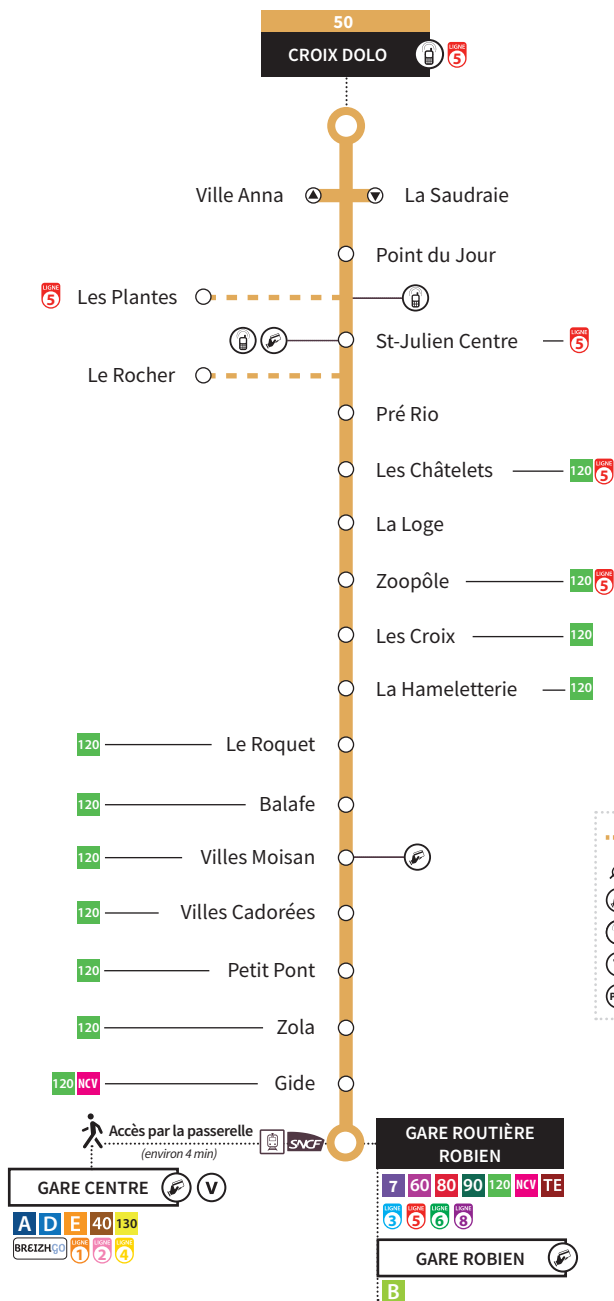 50
CROIX DOLO
LIGNE 5
Ville Anna
La Saudraie
Point du Jour
LIGNE 5 Les Plantes
St-Julien Centre LIGNE 5
Le Rocher
Pré Rio
Les Châtelets 120 LIGNE 5
La Loge
Zoopôle 120 LIGNE 5
Les Croix 120
La Hameletterie 120
120 Le Roquet
120 Balafe
120 Villes Moisan
120 Villes Cadorées
120 Petit Pont
120 Zola
120 NCV Gide
Accès par la passerelle
(environ 4 min)
SNCF
GARE CENTRE V
A D E 40 130
BREIZHGO LIGNE 1 LIGNE 2 LIGNE 4
GARE ROUTIÈRE
ROBIEN
7 60 80 90 120 NCV TE
LIGNE 3 LIGNE 5 LIGNE 6 LIGNE 8
GARE ROBIEN
B